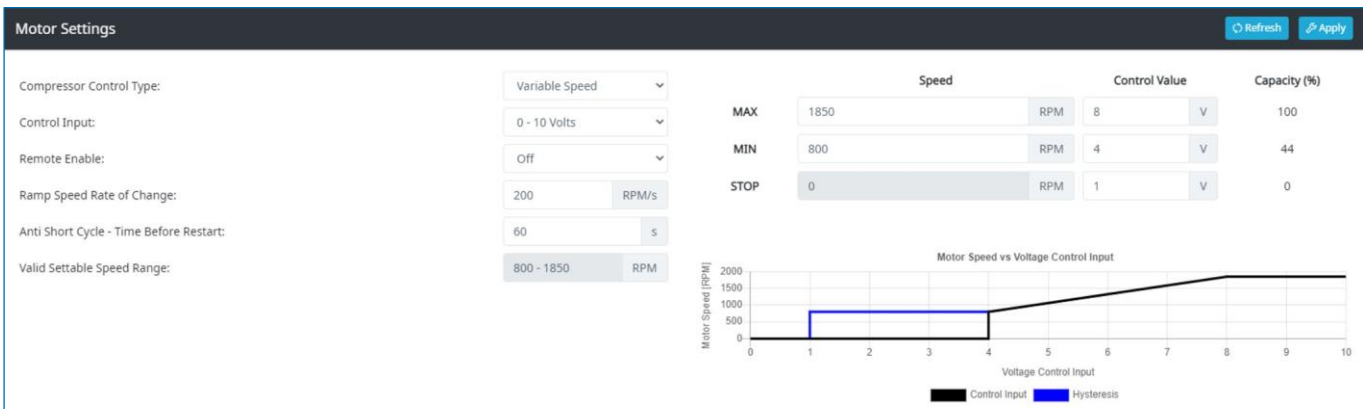 Motor Settings
Refresh
Apply
Compressor Control Type:
Variable Speed
Control Input:
0 - 10 Volts
Remote Enable:
Off
Ramp Speed Rate of Change:
200 RPM/s
Anti Short Cycle - Time Before Restart:
60 s
Valid Settable Speed Range:
800 - 1850 RPM
Speed Control Value Capacity (%)
MAX 1850 RPM 8 V 100
MIN 800 RPM 4 V 44
STOP 0 RPM 1 V 0
Motor Speed vs Voltage Control Input
Motor Speed [RPM]
2000
1500
1000
500
0
0 1 2 3 4 5 6 7 8 9 10
Voltage Control Input
Control Input Hysteresis